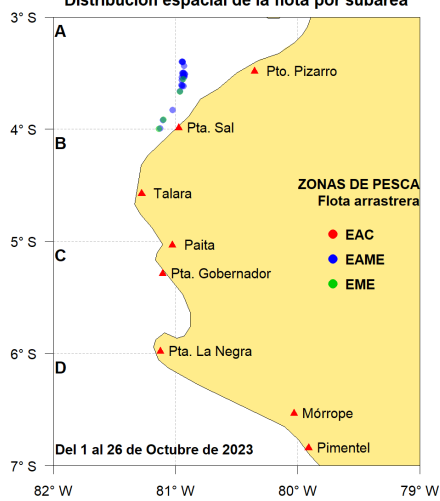 Distribución espacial de la flota por subárea
3° S
A
Pto. Pizarro
Pta. Sal
4° S
B
ZONAS DE PESCA
Flota arrastrera
Talara
EAC
5° S
Paita
C
EAME
Pta. Gobernador
EME
Pta. La Negra
6° S
D
Mórrope
Del 1 al 26 de Octubre de 2023
Pimentel
7° S
82° W
81° W
80° W
79° W